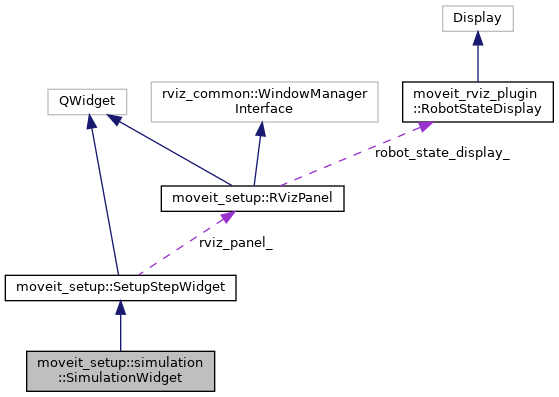 Display
QWidget
rviz_common::WindowManager
Interface
moveit_rviz_plugin
::RobotStateDisplay
robot_state_display_
moveit_setup::RVizPanel
rviz_panel_
moveit_setup::SetupStepWidget
moveit_setup::simulation
::SimulationWidget